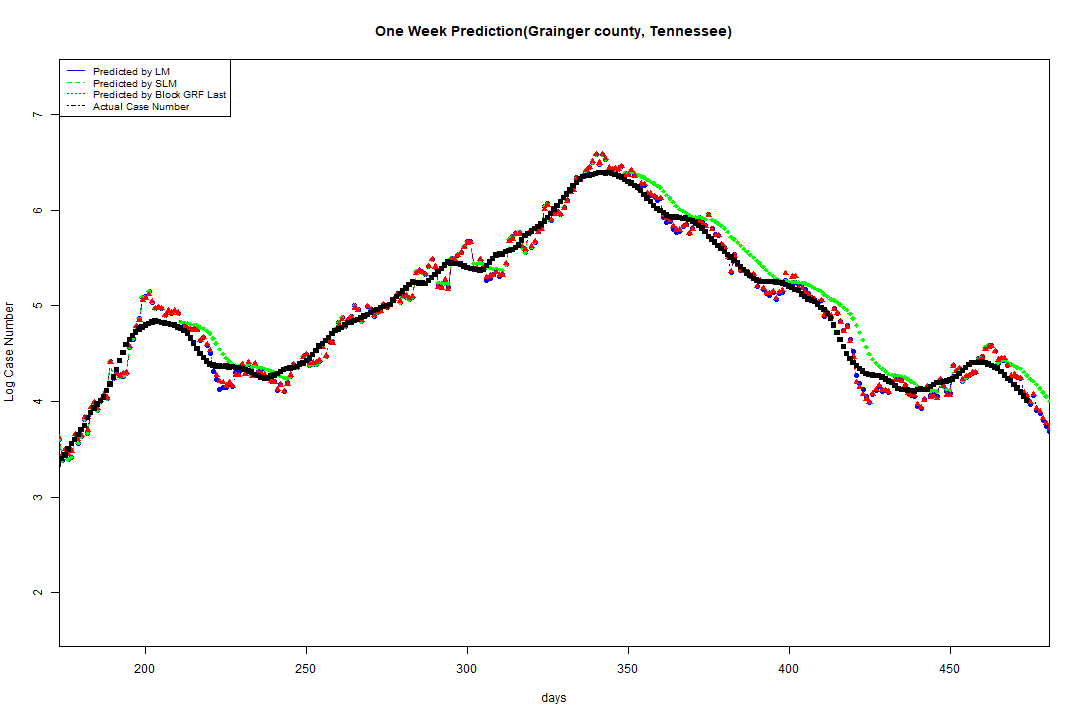 One Week Prediction(Grainger county, Tennessee)
Predicted by LM
Predicted by SLM
Predicted by Block GRF Last
Actual Case Number
Log Case Number
7
6
5
4
3
2
200 250 300 350 400 450
days